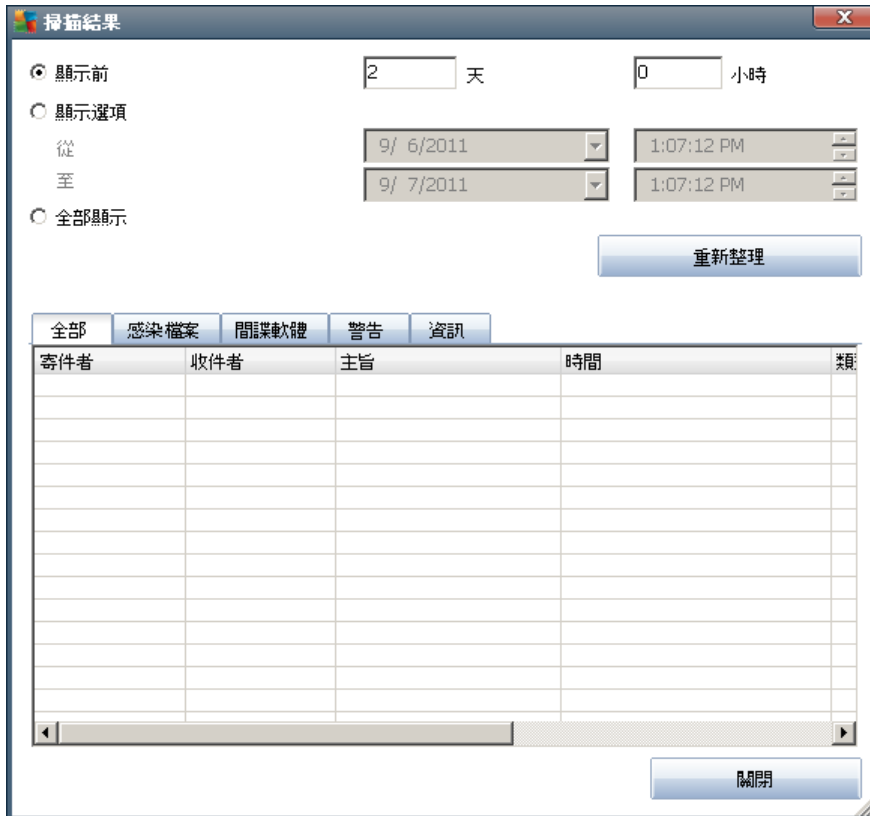 掃描結果
顯示前 2 天 0 小時
顯示選項
從 9/ 6/2011 1:07:12 PM
至 9/ 7/2011 1:07:12 PM
全部顯示
重新整理
全部 感染檔案 間諜軟體 警告 資訊
寄件者 收件者 主旨 時間 類
關閉